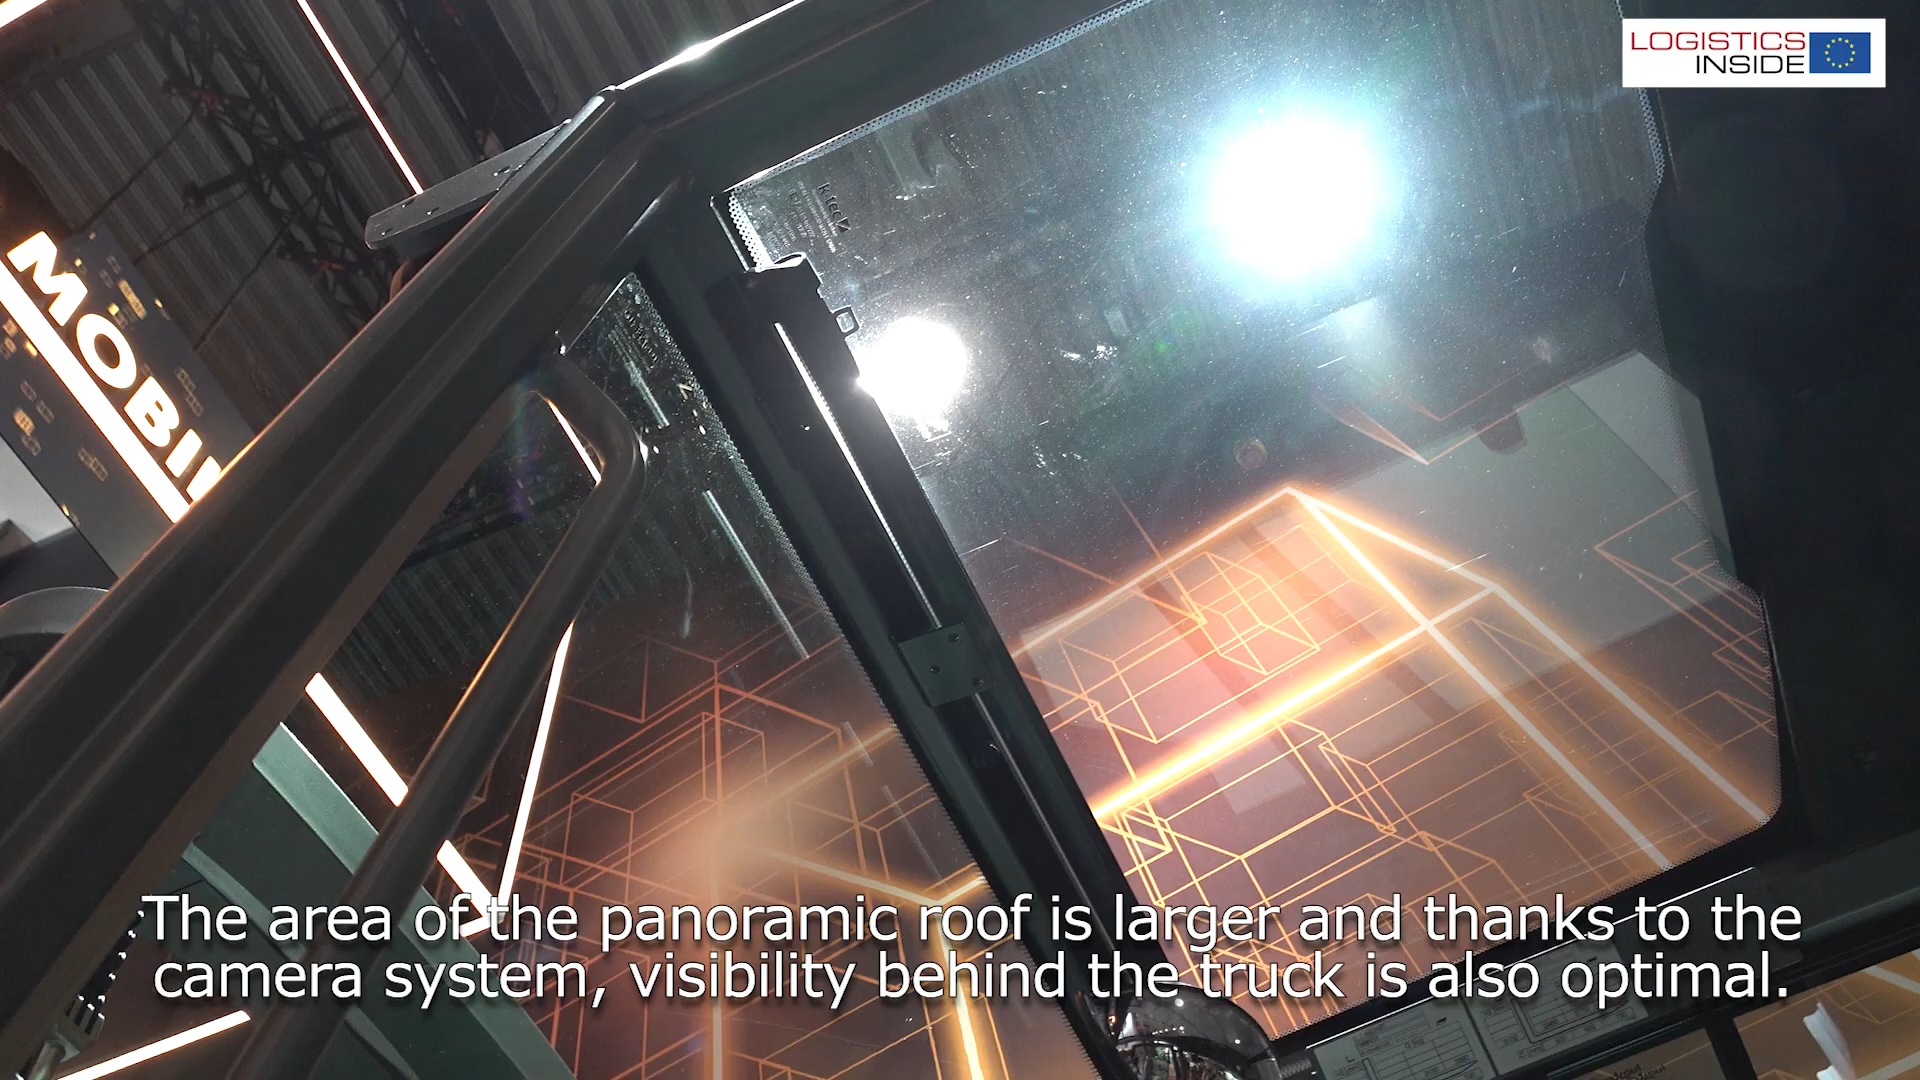 LOGISTICS
INSIDE
MOBI
k-tec
The area of the panoramic roof is larger and thanks to the
camera system, visibility behind the truck is also optimal.